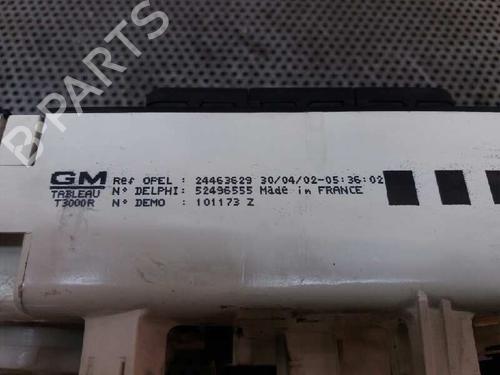 B-PARTS
GM
TABLEAU
T3000R
Ref OPEL : 24463629 30/04/02-05:36:02
N° DELPHI: 52496555 Made in FRANCE
N° DEMO : 101173 Z